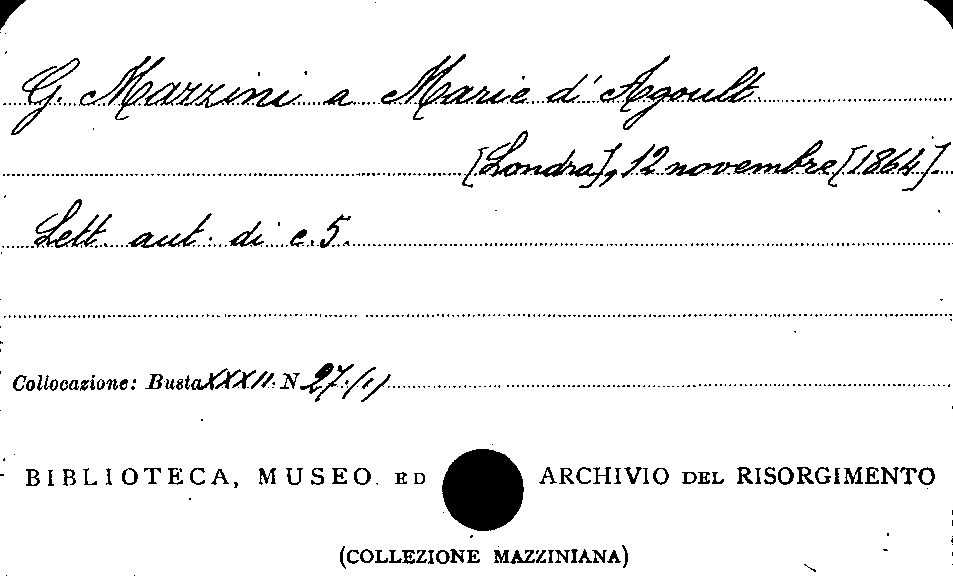 G. Mazzini a Marie d'Agoult
[Londra], 12 novembre [1864].
Lett. aut. di c. 5.
Collocazione: Busta XXXII. N 27. (1)
BIBLIOTECA, MUSEO ED ARCHIVIO DEL RISORGIMENTO
(COLLEZIONE MAZZINIANA)